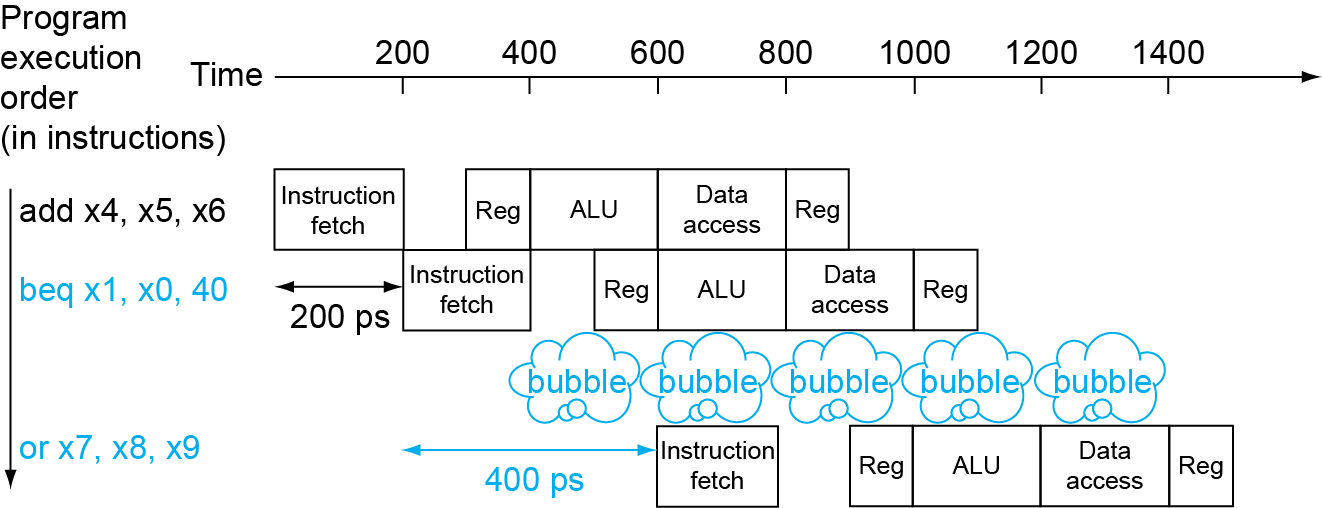 Program
execution
order
(in instructions)
Time
200 400 600 800 1000 1200 1400
add x4, x5, x6
Instruction
fetch
Reg
ALU
Data
access
Reg
beq x1, x0, 40
200 ps
Instruction
fetch
Reg
ALU
Data
access
Reg
bubble bubble bubble bubble bubble
or x7, x8, x9
400 ps
Instruction
fetch
Reg
ALU
Data
access
Reg